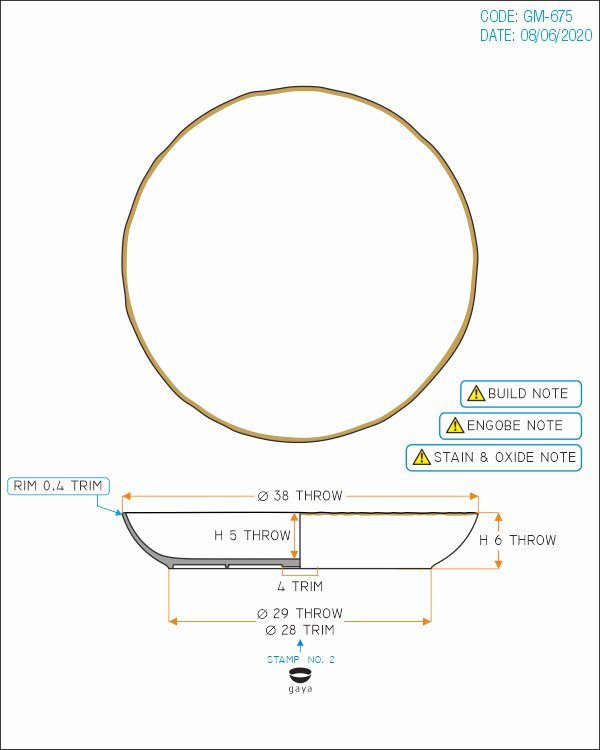 CODE: GM-675
DATE: 08/06/2020
BUILD NOTE
ENGOBE NOTE
STAIN & OXIDE NOTE
RIM 0.4 TRIM
Ø 38 THROW
H 5 THROW
H 6 THROW
4 TRIM
Ø 29 THROW
Ø 28 TRIM
STAMP NO. 2
gaya